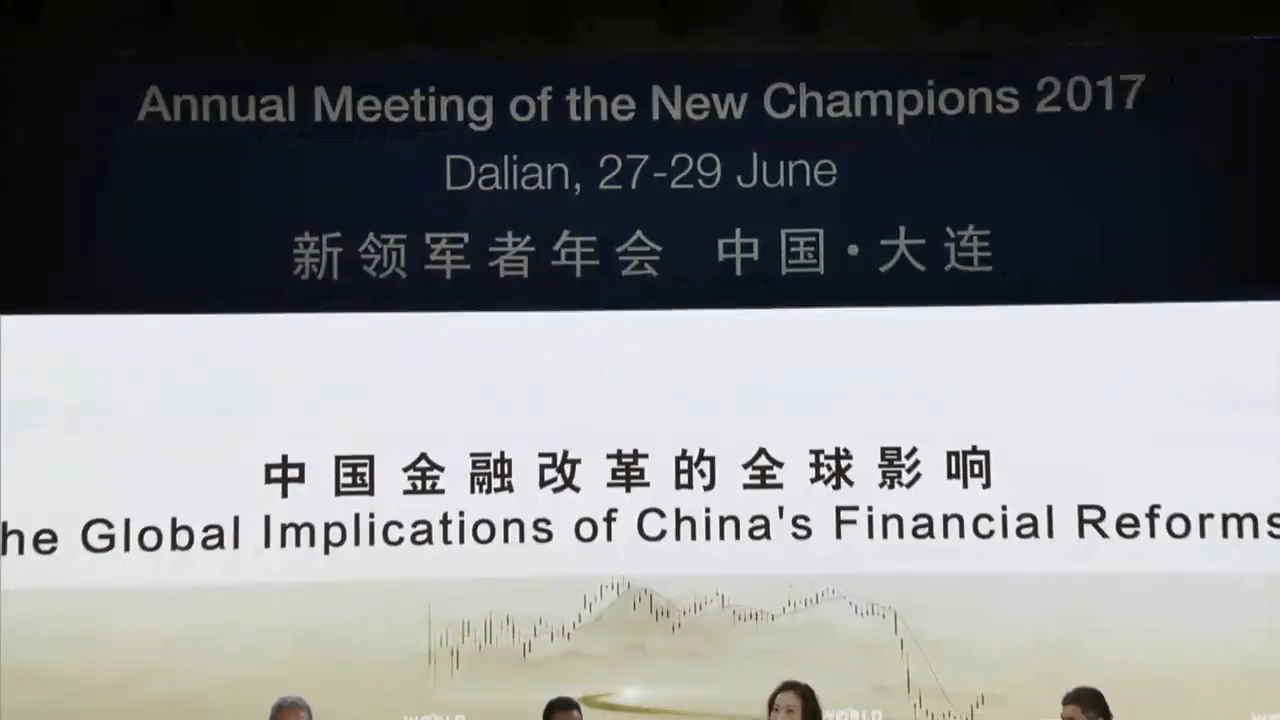 Annual Meeting of the New Champions 2017
Dalian, 27-29 June
新领军者年会 中国·大连
中国金融改革的全球影响
he Global Implications of China's Financial Reforms
WORLD WORLD